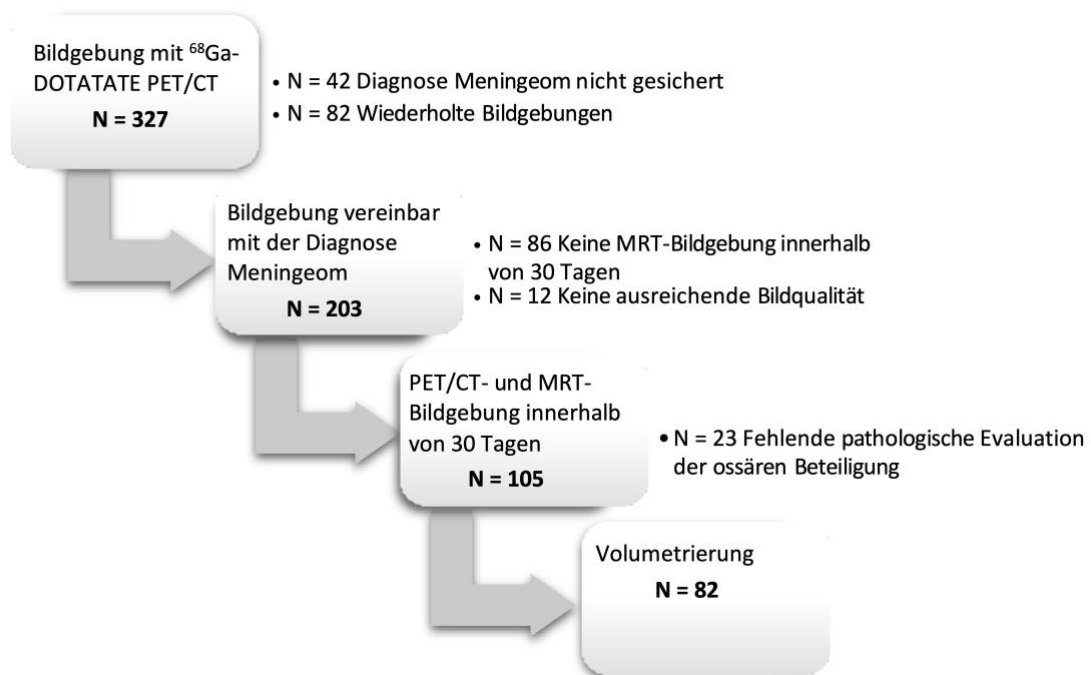 Bildgebung mit ⁶⁸Ga-
DOTATATE PET/CT
N = 327
• N = 42 Diagnose Meningeom nicht gesichert
• N = 82 Wiederholte Bildgebungen
Bildgebung vereinbar
mit der Diagnose
Meningeom
N = 203
• N = 86 Keine MRT-Bildgebung innerhalb
von 30 Tagen
• N = 12 Keine ausreichende Bildqualität
PET/CT- und MRT-
Bildgebung innerhalb
von 30 Tagen
N = 105
• N = 23 Fehlende pathologische Evaluation
der ossären Beteiligung
Volumetrierung
N = 82